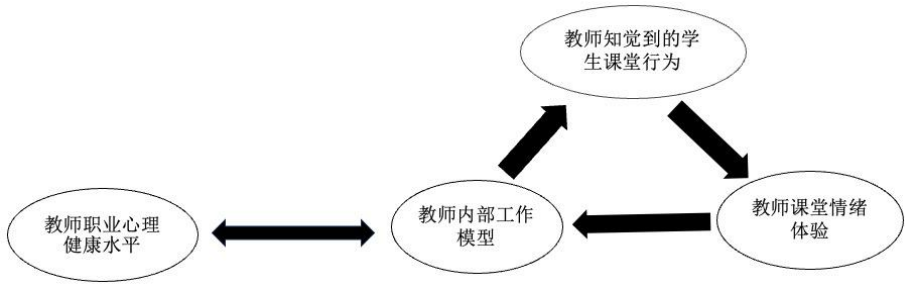 教师知觉到的学
生课堂行为
教师职业心理
健康水平
教师内部工作
模型
教师课堂情绪
体验